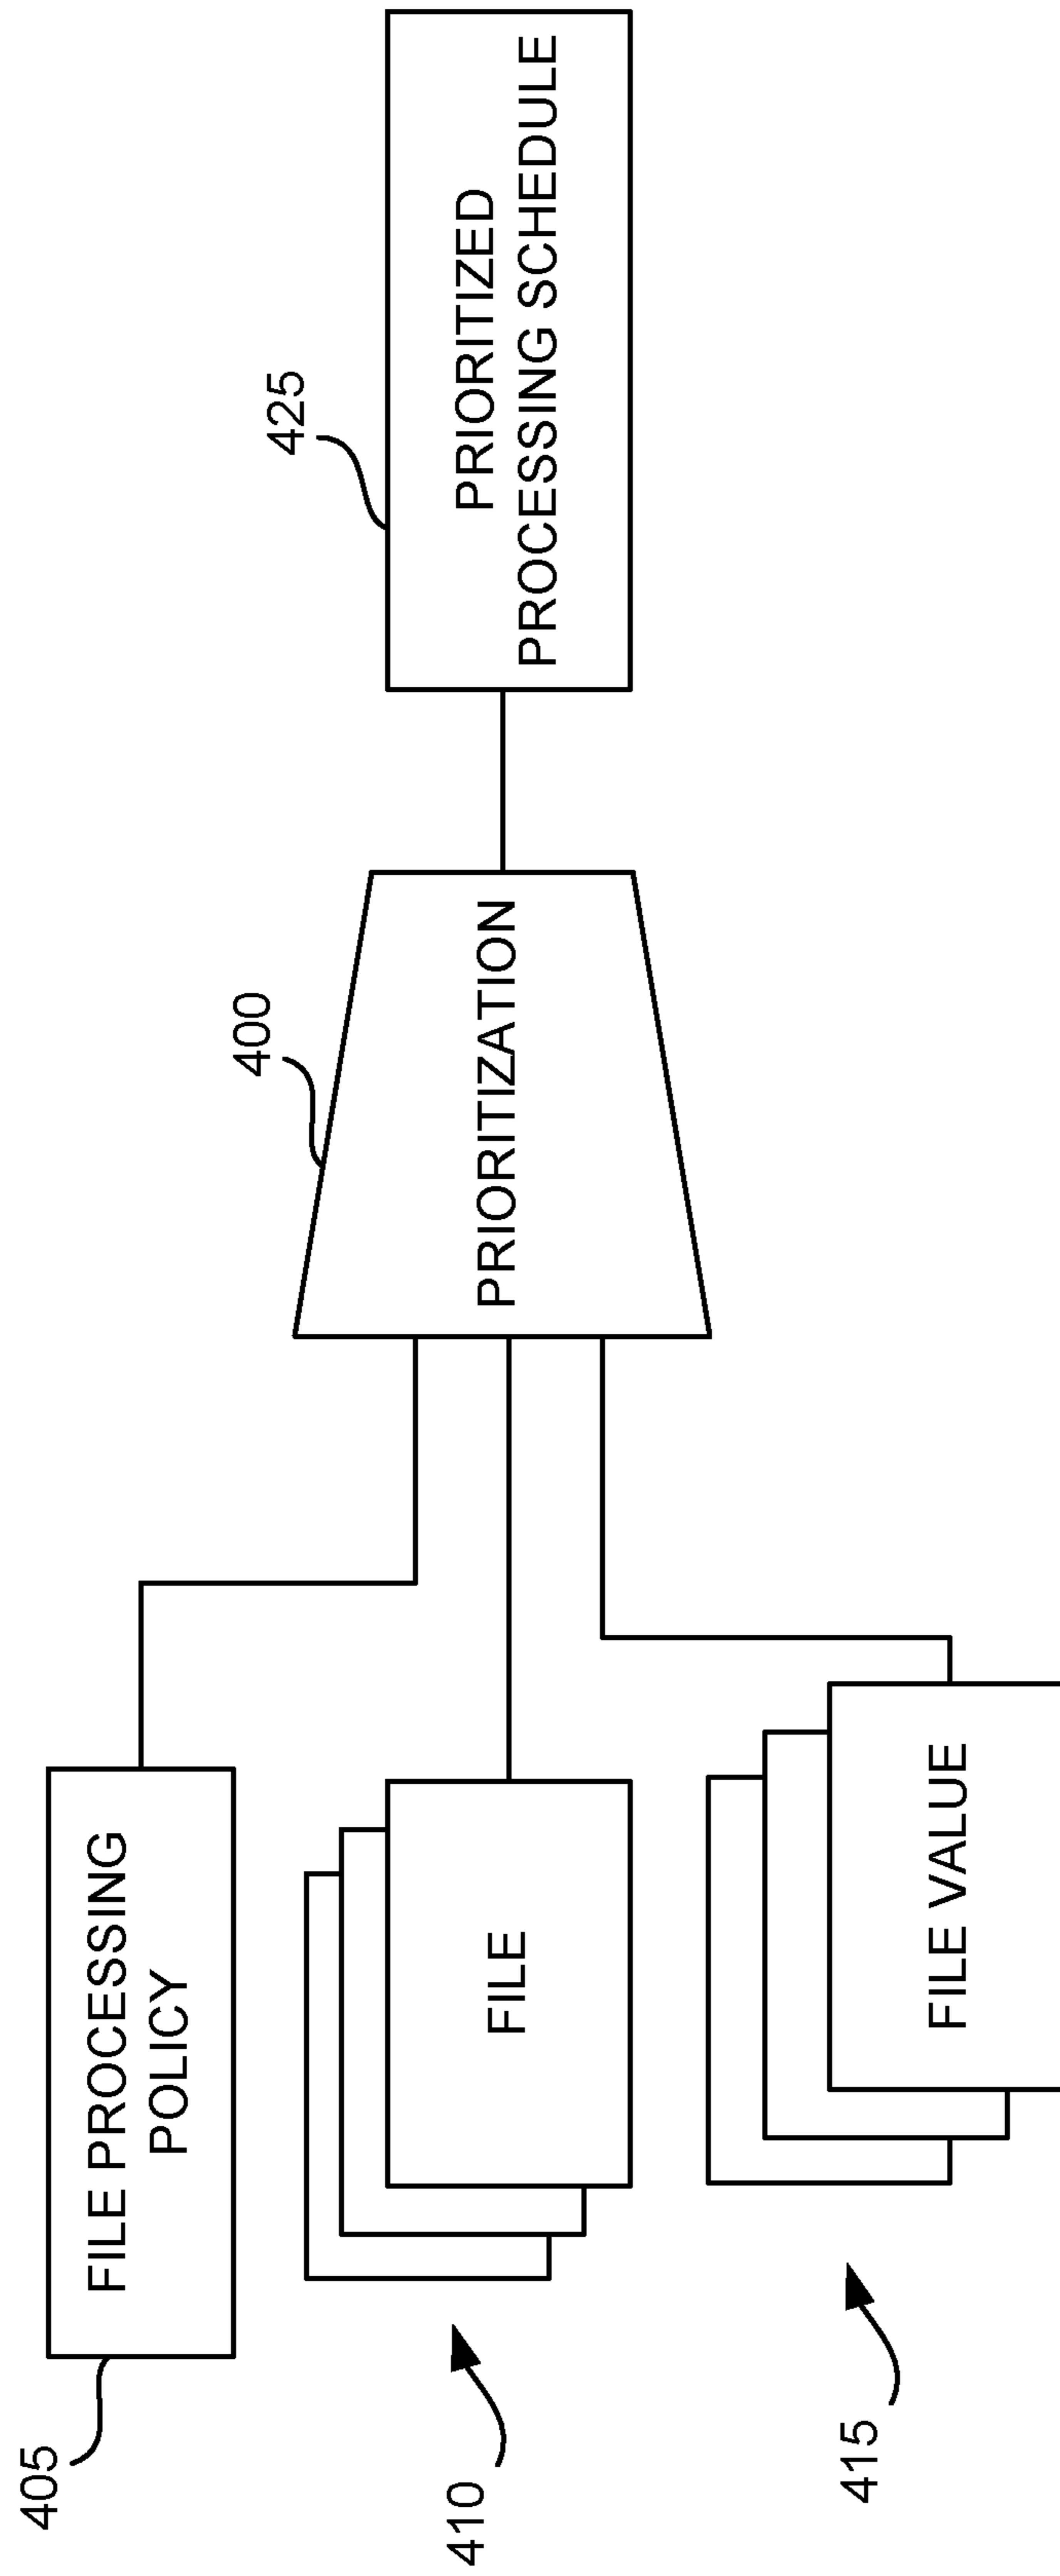 405
FILE PROCESSING
POLICY
410
FILE
415
FILE VALUE
400
PRIORITIZATION
425
PRIORITIZED
PROCESSING SCHEDULE